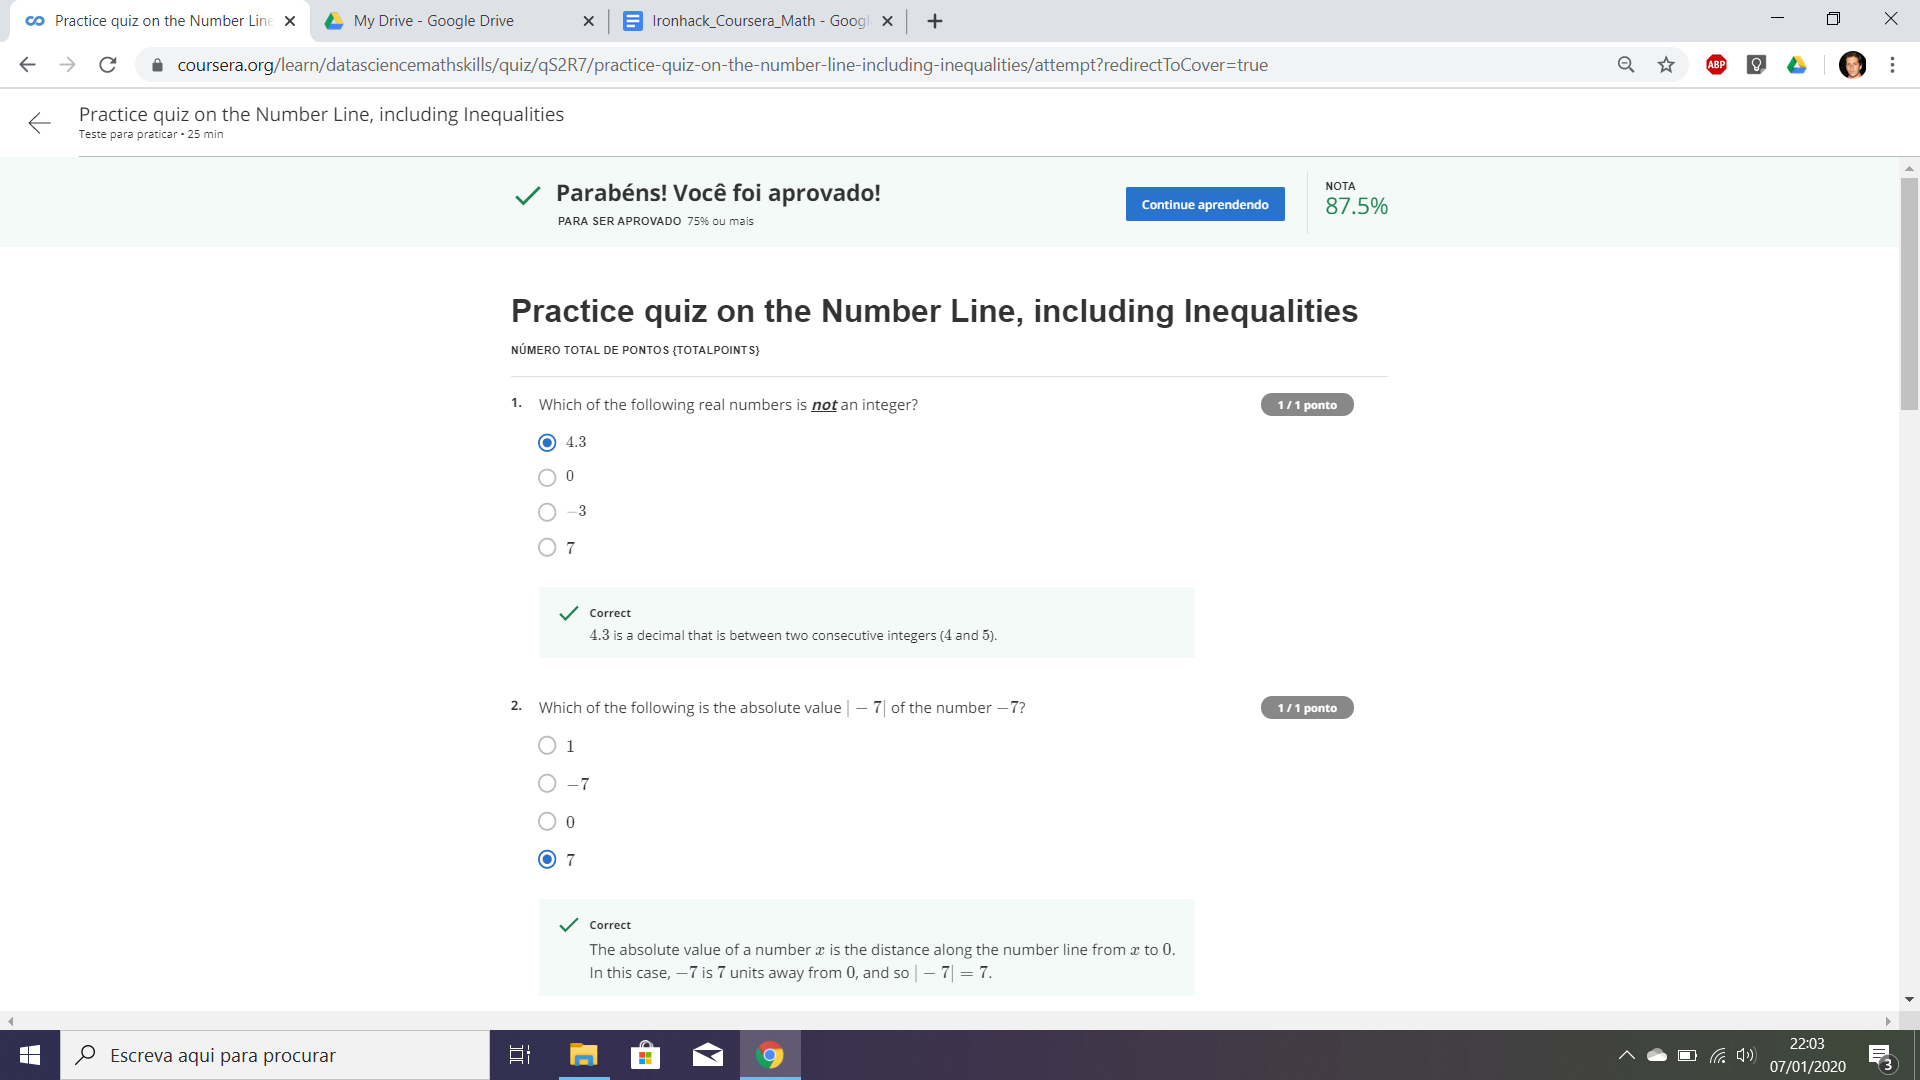 Practice quiz on the Number Line
My Drive - Google Drive
Ironhack_Coursera_Math - Googl
coursera.org/learn/datasciencemathskills/quiz/qS2R7/practice-quiz-on-the-number-line-including-inequalities/attempt?redirectToCover=true
ABP
Practice quiz on the Number Line, including Inequalities
Teste para praticar • 25 min
Parabéns! Você foi aprovado!
PARA SER APROVADO 75% ou mais
Continue aprendendo
NOTA
87.5%
Practice quiz on the Number Line, including Inequalities
NÚMERO TOTAL DE PONTOS {TOTALPOINTS}
1. Which of the following real numbers is not an integer?
1 / 1 ponto
4.3
0
−3
7
Correct
4.3 is a decimal that is between two consecutive integers (4 and 5).
2. Which of the following is the absolute value | − 7| of the number −7?
1 / 1 ponto
1
−7
0
7
Correct
The absolute value of a number x is the distance along the number line from x to 0.
In this case, −7 is 7 units away from 0, and so | − 7| = 7.
Escreva aqui para procurar
22:03
07/01/2020
3